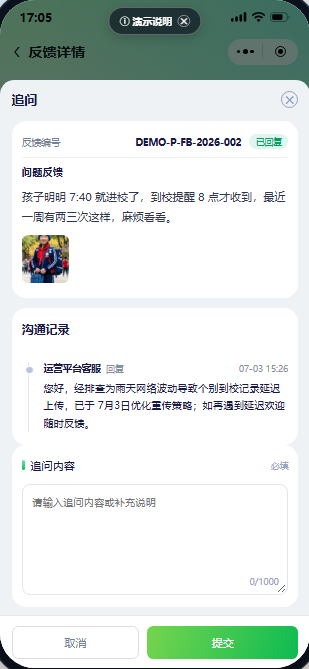 17:05
演示说明
反馈详情
追问
反馈编号 DEMO-P-FB-2026-002 已回复
问题反馈
孩子明明 7:40 就进校了，到校提醒 8 点才收到，最近
一周有两三次这样，麻烦看看。
沟通记录
运营平台客服 回复 07-03 15:26
您好，经排查为雨天网络波动导致个别到校记录延迟
上传，已于 7月3日优化重传策略；如再遇到延迟欢迎
随时反馈。
追问内容 必填
请输入追问内容或补充说明
0/1000
取消 提交